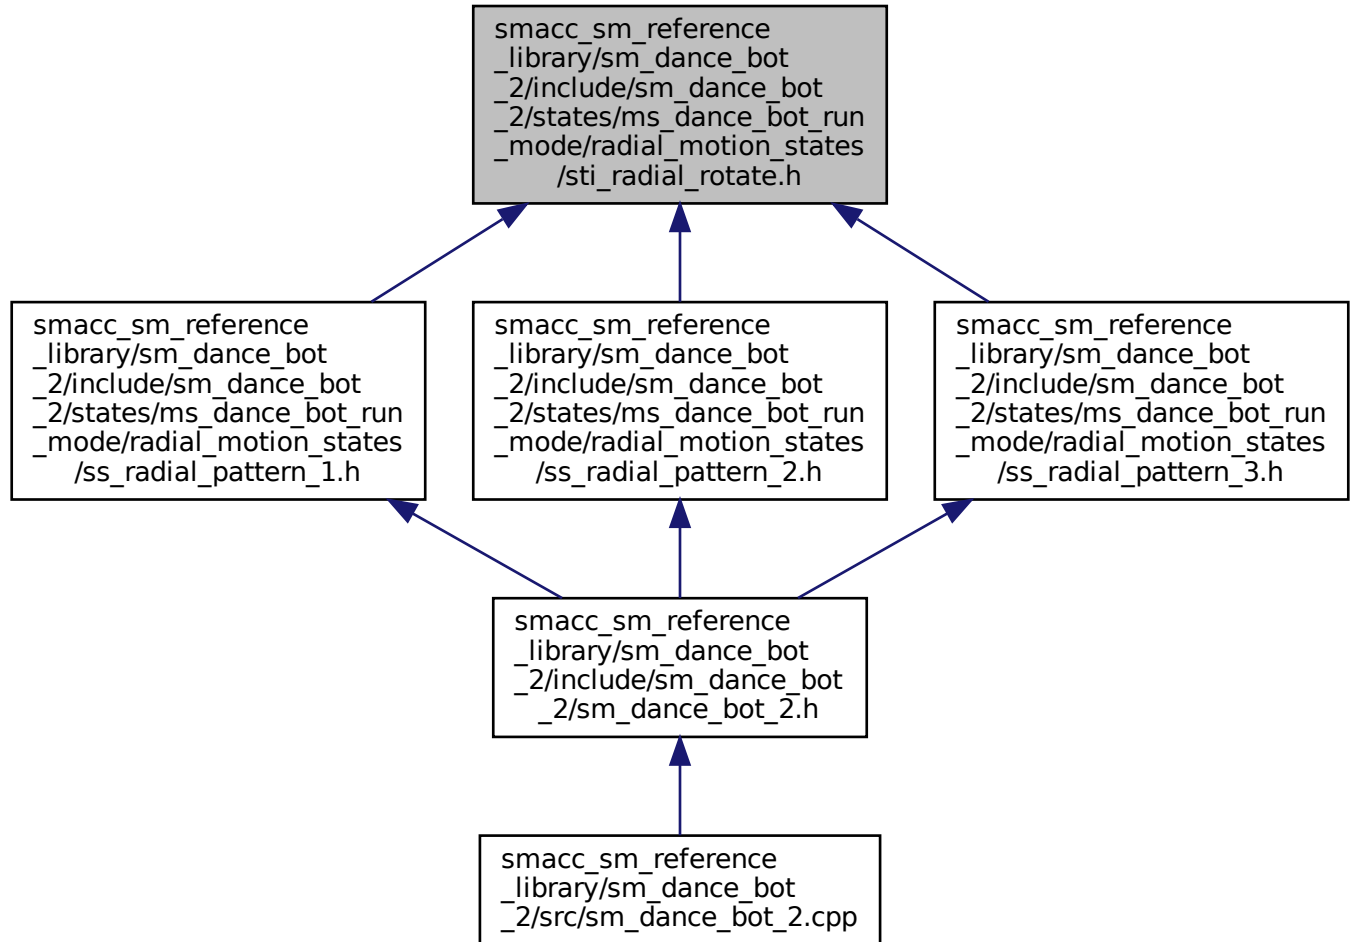 smacc_sm_reference
_library/sm_dance_bot
_2/include/sm_dance_bot
_2/states/ms_dance_bot_run
_mode/radial_motion_states
/sti_radial_rotate.h
smacc_sm_reference
_library/sm_dance_bot
_2/include/sm_dance_bot
_2/states/ms_dance_bot_run
_mode/radial_motion_states
/ss_radial_pattern_1.h
smacc_sm_reference
_library/sm_dance_bot
_2/include/sm_dance_bot
_2/states/ms_dance_bot_run
_mode/radial_motion_states
/ss_radial_pattern_2.h
smacc_sm_reference
_library/sm_dance_bot
_2/include/sm_dance_bot
_2/states/ms_dance_bot_run
_mode/radial_motion_states
/ss_radial_pattern_3.h
smacc_sm_reference
_library/sm_dance_bot
_2/include/sm_dance_bot
_2/sm_dance_bot_2.h
smacc_sm_reference
_library/sm_dance_bot
_2/src/sm_dance_bot_2.cpp